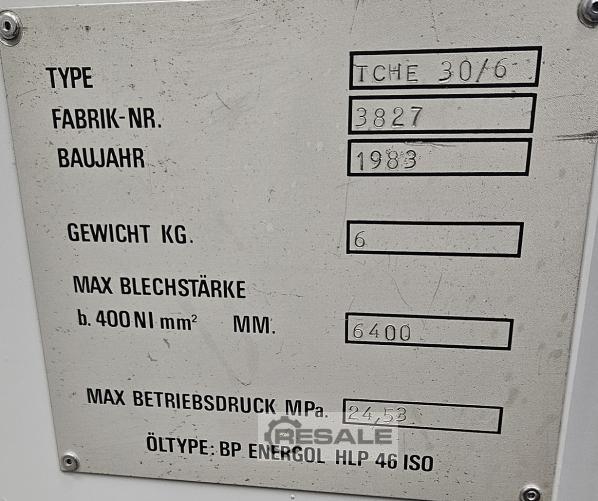 TYPE TCHE 30/6
FABRIK-NR. 3827
BAUJAHR 1983
GEWICHT KG. 6
MAX BLECHSTÄRKE
b. 400 N I mm² MM. 6400
MAX BETRIEBSDRUCK MPa. 24,53
RESALE
ÖLTYPE: BP ENERGOL HLP 46 ISO